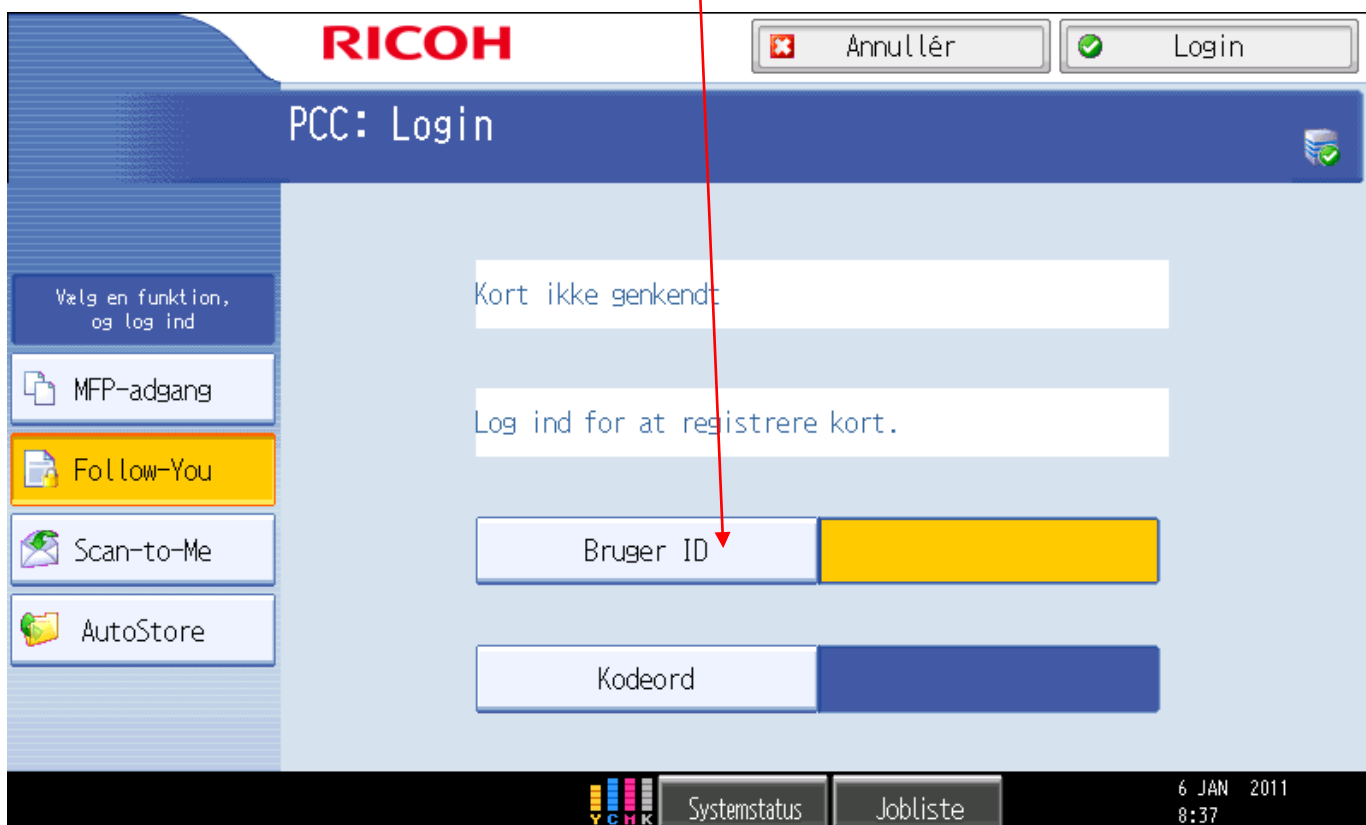 RICOH
Annullér
Login
PCC: Login
Vælg en funktion,
og log ind
MFP-adgang
Follow-You
Scan-to-Me
AutoStore
Kort ikke genkendt
Log ind for at registrere kort.
Bruger ID
Kodeord
Y C M K
Systemstatus
Jobliste
6 JAN 2011
8:37